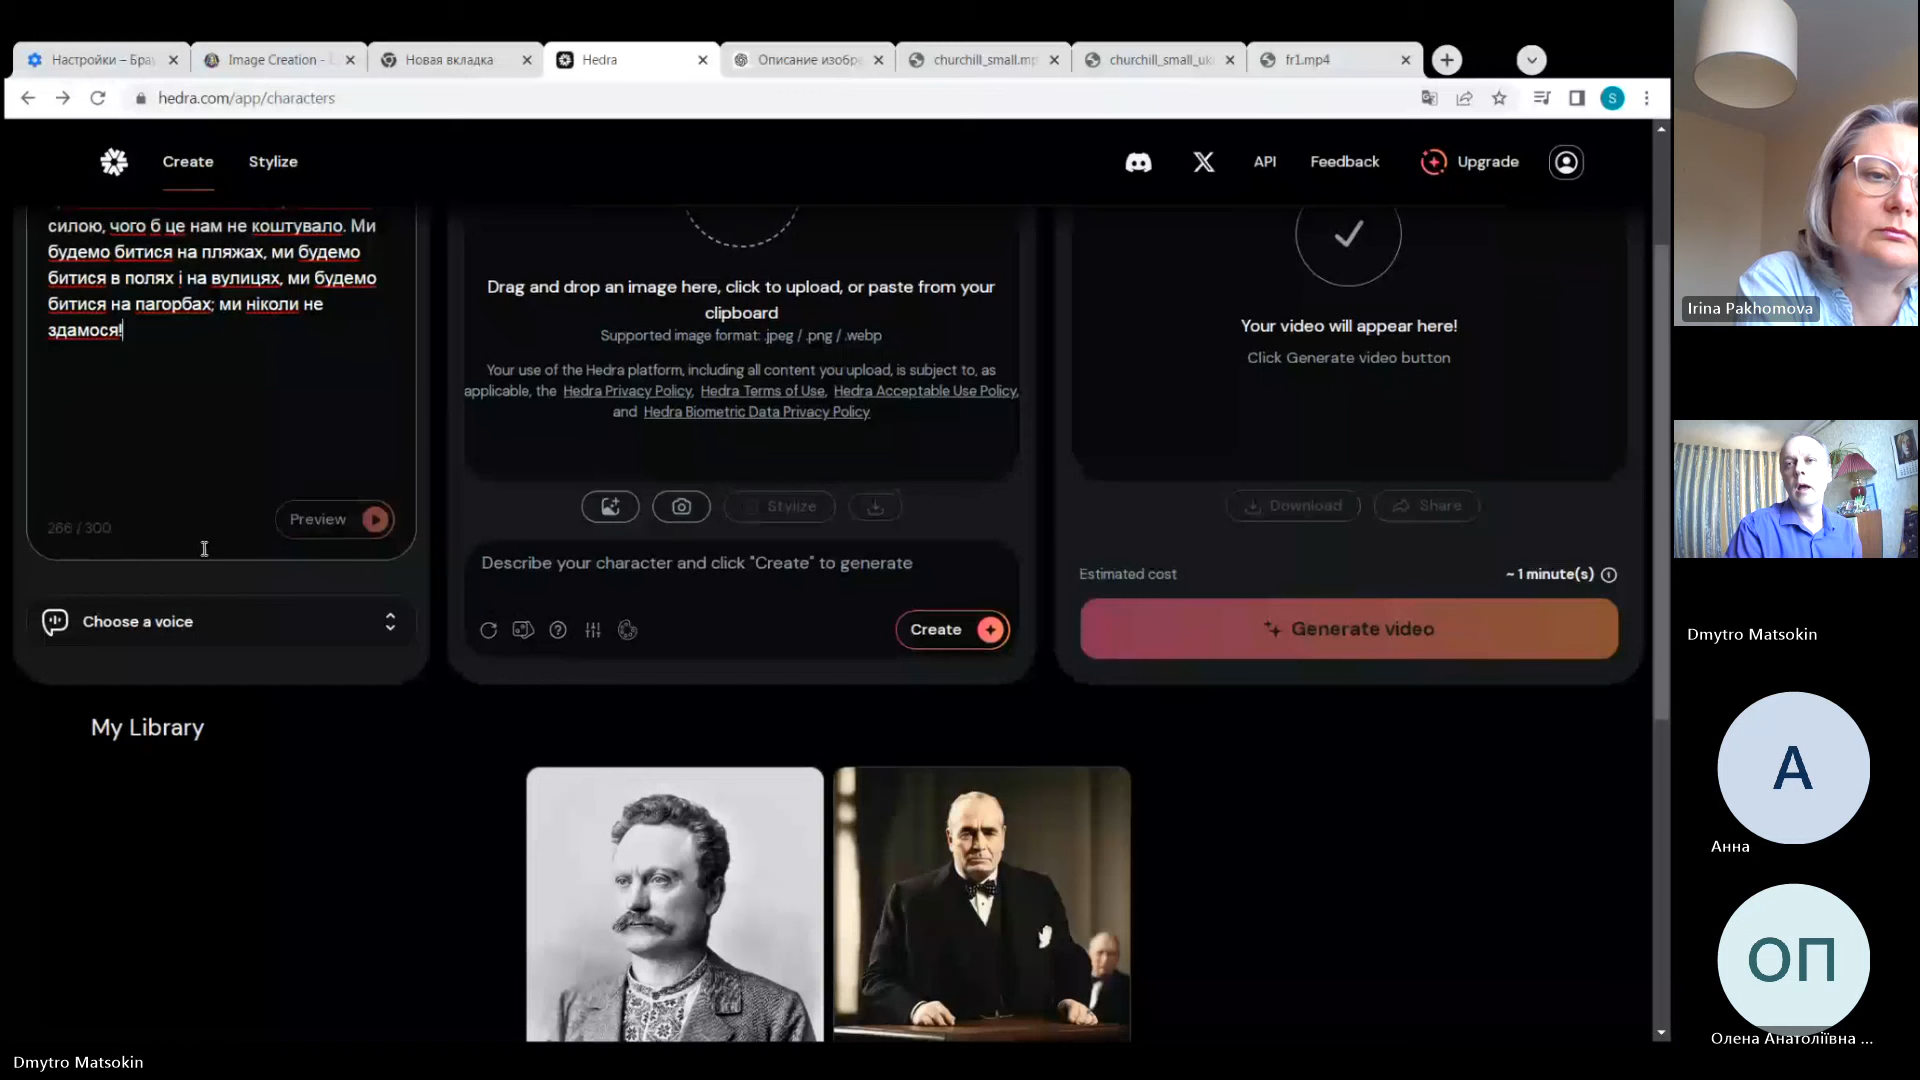 Настройки – Брау
Image Creation -
Новая вкладка
Hedra
Описание изобра
churchill_small.mp
churchill_small_uk
fr1.mp4
hedra.com/app/characters
S
Create
Stylize
API
Feedback
Upgrade
силою, чого б це нам не коштувало. Ми
будемо битися на пляжах, ми будемо
битися в полях і на вулицях, ми будемо
битися на пагорбах; ми ніколи не
здамося!
266 / 300
Preview
Choose a voice
Drag and drop an image here, click to upload, or paste from your
clipboard
Supported image format: .jpeg / .png / .webp
Your use of the Hedra platform, including all content you upload, is subject to, as
applicable, the Hedra Privacy Policy, Hedra Terms of Use, Hedra Acceptable Use Policy,
and Hedra Biometric Data Privacy Policy
Stylize
Describe your character and click "Create" to generate
Create
Your video will appear here!
Click Generate video button
Download
Share
Estimated cost
~ 1 minute(s)
Generate video
My Library
Irina Pakhomova
Dmytro Matsokin
А
Анна
ОП
Олена Анатоліївна ...
Dmytro Matsokin